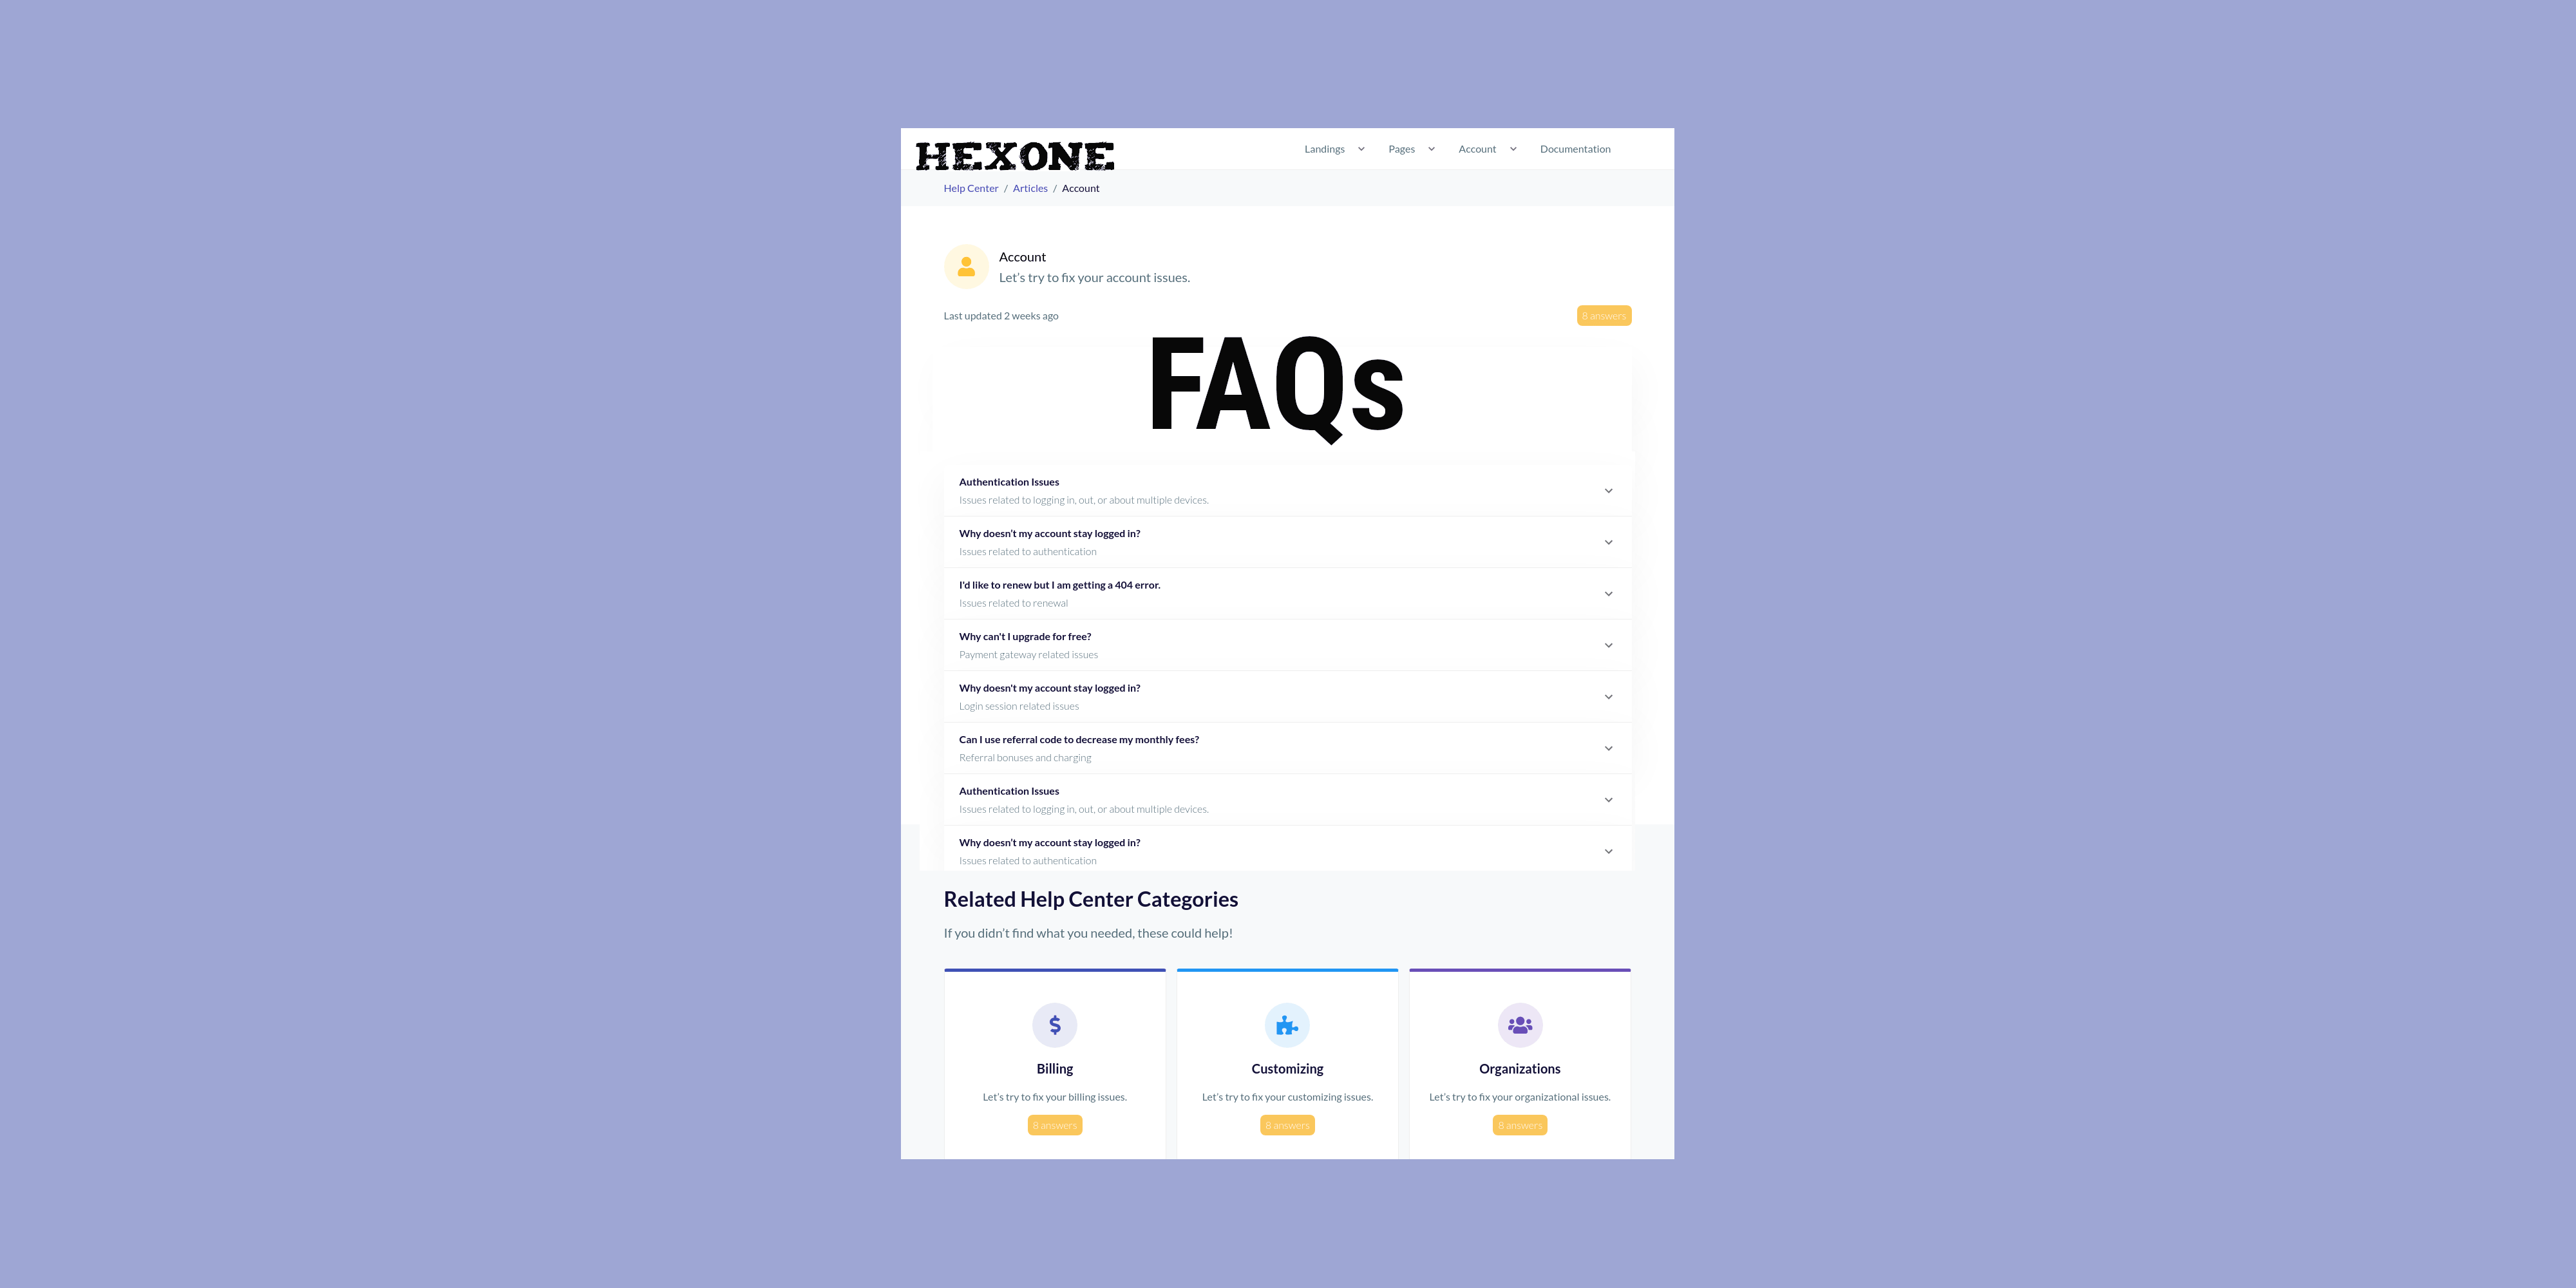 HEXONE
Landings Pages Account Documentation
Help Center / Articles / Account
Account
Let's try to fix your account issues.
Last updated 2 weeks ago
8 answers
FAQs
Authentication Issues
Issues related to logging in, out, or about multiple devices.
Why doesn't my account stay logged in?
Issues related to authentication
I'd like to renew but I am getting a 404 error.
Issues related to renewal
Why can't I upgrade for free?
Payment gateway related issues
Why doesn't my account stay logged in?
Login session related issues
Can I use referral code to decrease my monthly fees?
Referral bonuses and charging
Authentication Issues
Issues related to logging in, out, or about multiple devices.
Why doesn't my account stay logged in?
Issues related to authentication
Related Help Center Categories
If you didn't find what you needed, these could help!
Billing
Let's try to fix your billing issues.
8 answers
Customizing
Let's try to fix your customizing issues.
8 answers
Organizations
Let's try to fix your organizational issues.
8 answers